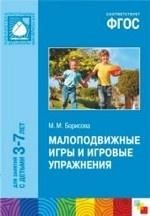 СООТВЕТСТВУЕТ
ФГОС
для занятий с детьми 3-7 лет
М. М. Борисова
МАЛОПОДВИЖНЫЕ
ИГРЫ И ИГРОВЫЕ
УПРАЖНЕНИЯ